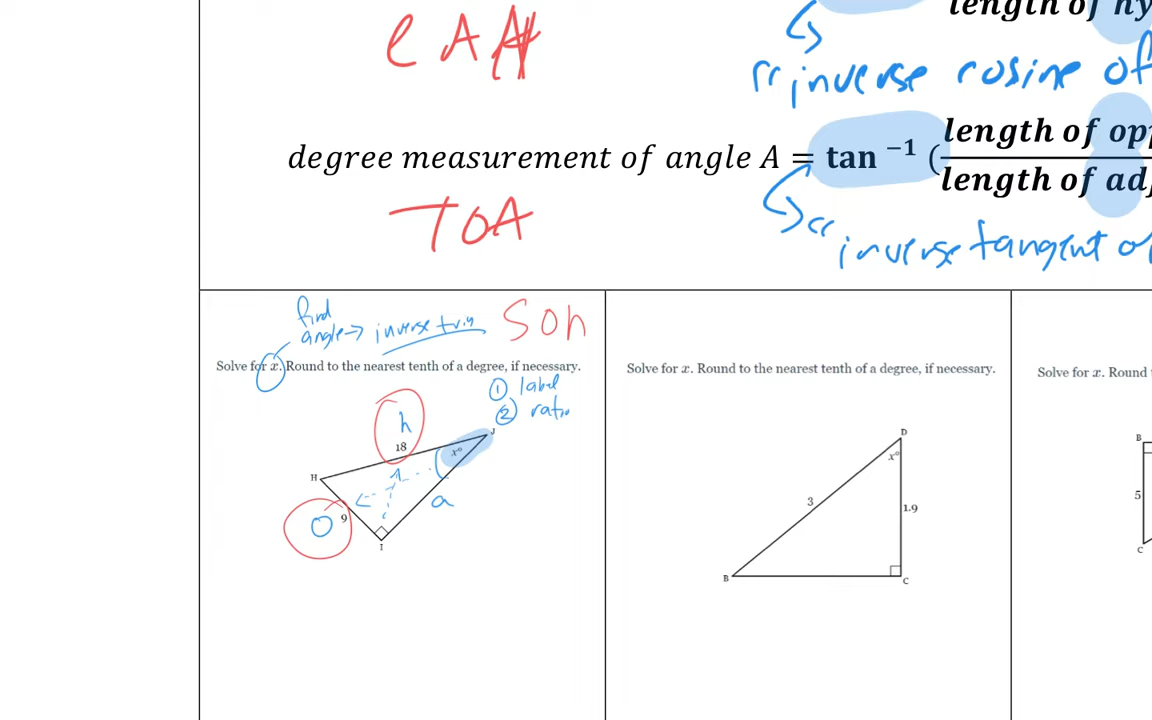 length of hy
C A H
inverse cosine of
degree measurement of angle A = tan ⁻¹ (length of opp
length of adj
T O A
inverse tangent of
find
angle → inverse trig
S o h
Solve for x. Round to the nearest tenth of a degree, if necessary.
① label
② ratio
h
18
J
x°
H
a
O
9
I
Solve for x. Round to the nearest tenth of a degree, if necessary.
D
x°
3
1.9
B
C
Solve for x. Round
B
5
C